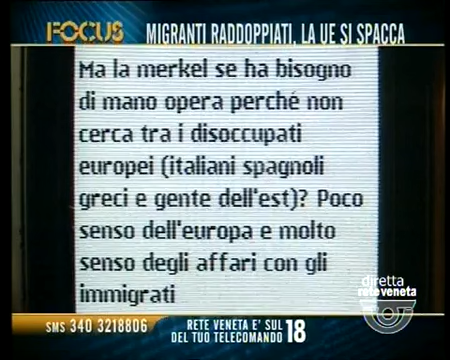 FOCUS MIGRANTI RADDOPPIATI, LA UE SI SPACCA
Ma la merkel se ha bisogno
di mano opera perché non
cerca tra i disoccupati
europei (italiani spagnoli
greci e gente dell'est)? Poco
senso dell'europa e molto
senso degli affari con gli
immigrati
diretta
reteveneta
SMS 340 3218806
RETE VENETA E' SUL
DEL TUO TELECOMANDO 18